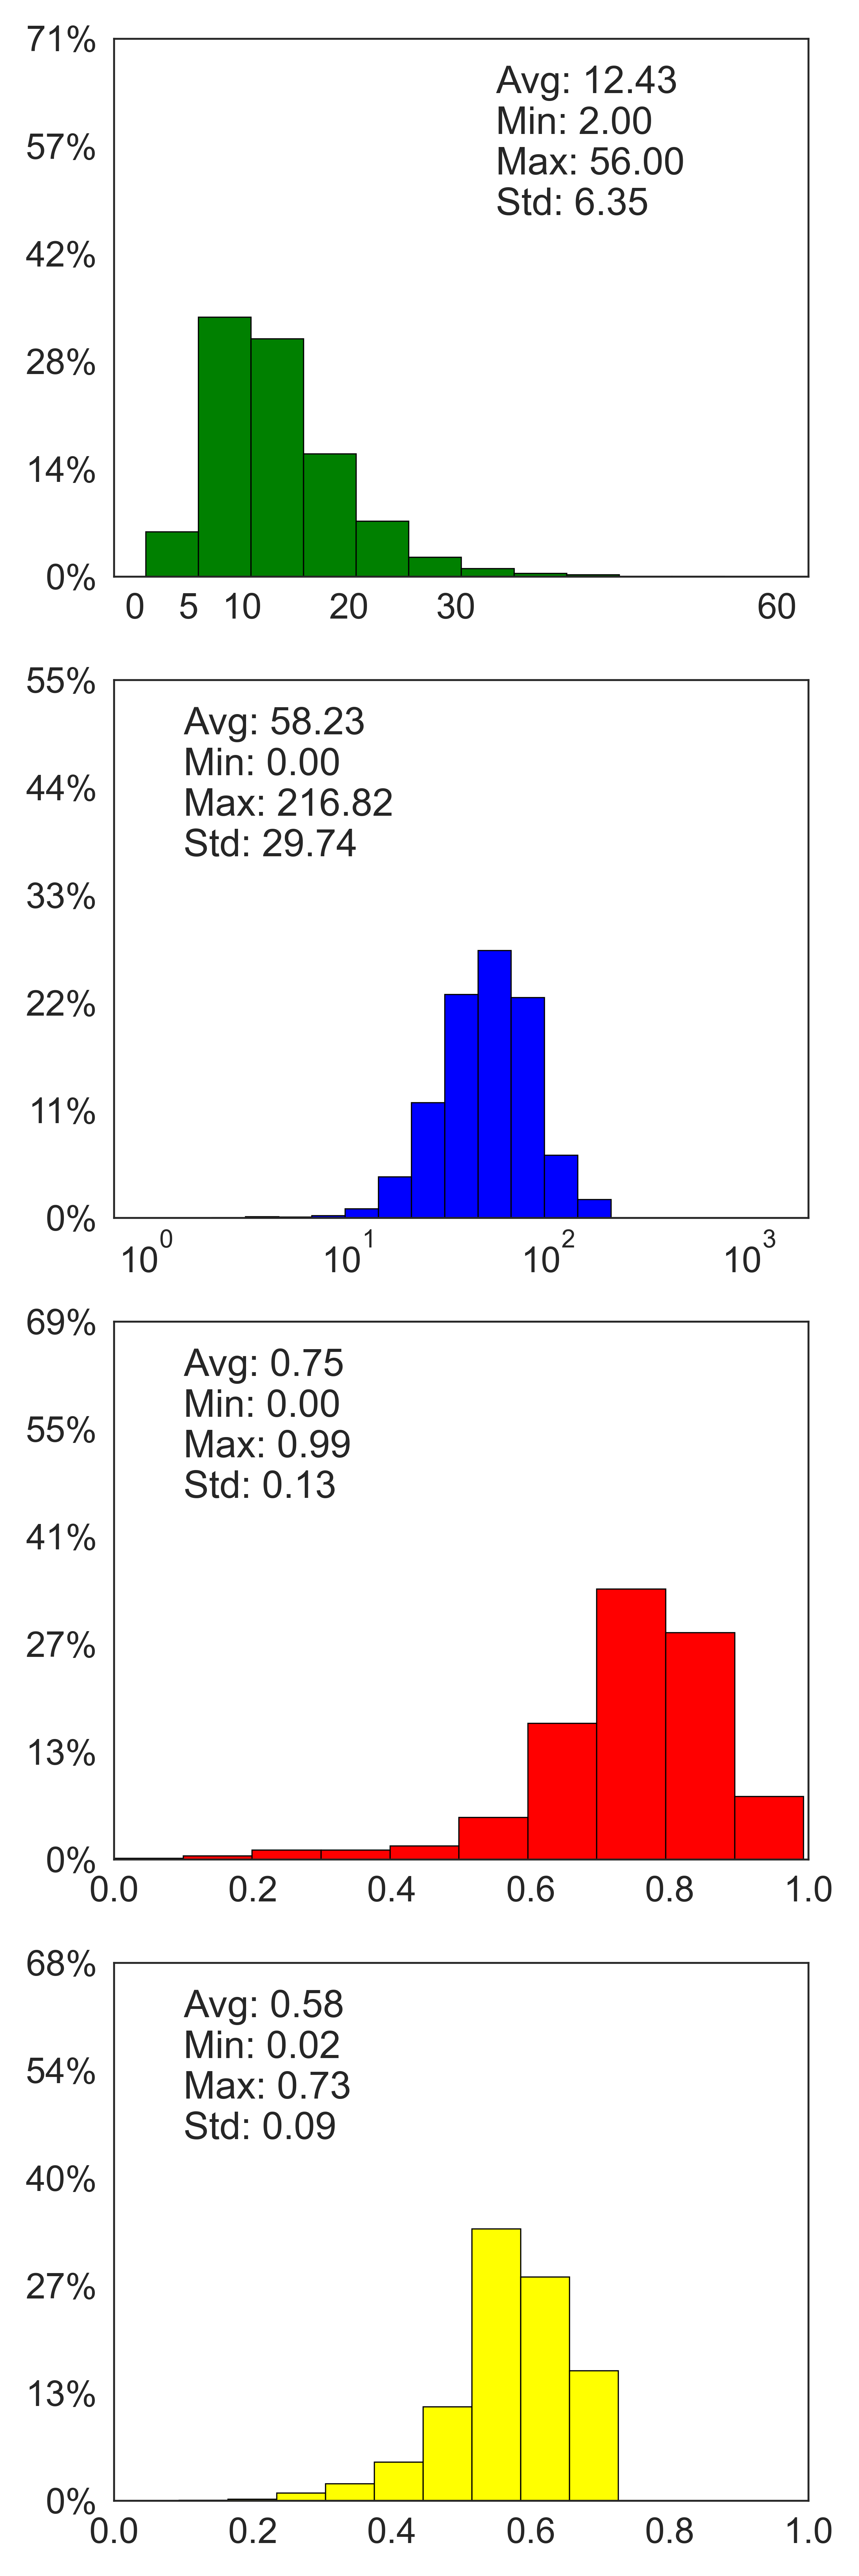 71%
Avg: 12.43
Min: 2.00
57%
Max: 56.00
Std: 6.35
42%
28%
14%
0%
0 5 10 20 30 60
55%
Avg: 58.23
Min: 0.00
44%
Max: 216.82
Std: 29.74
33%
22%
11%
0%
10^0 10^1 10^2 10^3
69%
Avg: 0.75
Min: 0.00
55%
Max: 0.99
Std: 0.13
41%
27%
13%
0%
0.0 0.2 0.4 0.6 0.8 1.0
68%
Avg: 0.58
Min: 0.02
54%
Max: 0.73
Std: 0.09
40%
27%
13%
0%
0.0 0.2 0.4 0.6 0.8 1.0